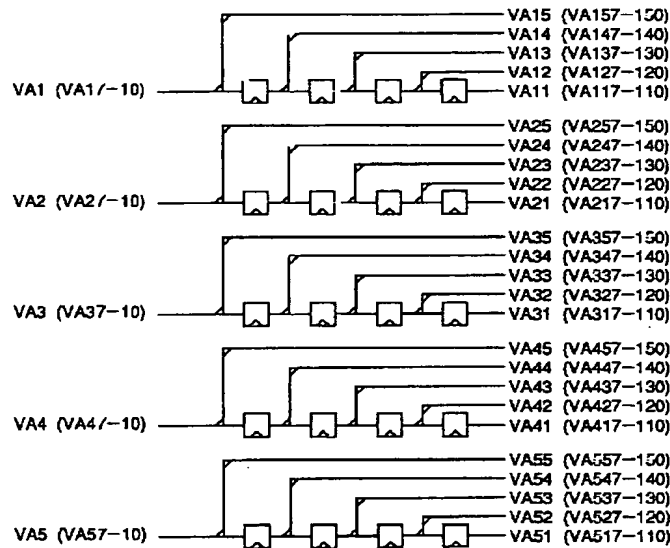 VA15 (VA157-150)
VA14 (VA147-140)
VA13 (VA137-130)
VA12 (VA127-120)
VA1 (VA17-10) VA11 (VA117-110)
VA25 (VA257-150)
VA24 (VA247-140)
VA23 (VA237-130)
VA22 (VA227-120)
VA2 (VA27-10) VA21 (VA217-110)
VA35 (VA357-150)
VA34 (VA347-140)
VA33 (VA337-130)
VA32 (VA327-120)
VA3 (VA37-10) VA31 (VA317-110)
VA45 (VA457-150)
VA44 (VA447-140)
VA43 (VA437-130)
VA42 (VA427-120)
VA4 (VA47-10) VA41 (VA417-110)
VA55 (VA557-150)
VA54 (VA547-140)
VA53 (VA537-130)
VA52 (VA527-120)
VA5 (VA57-10) VA51 (VA517-110)